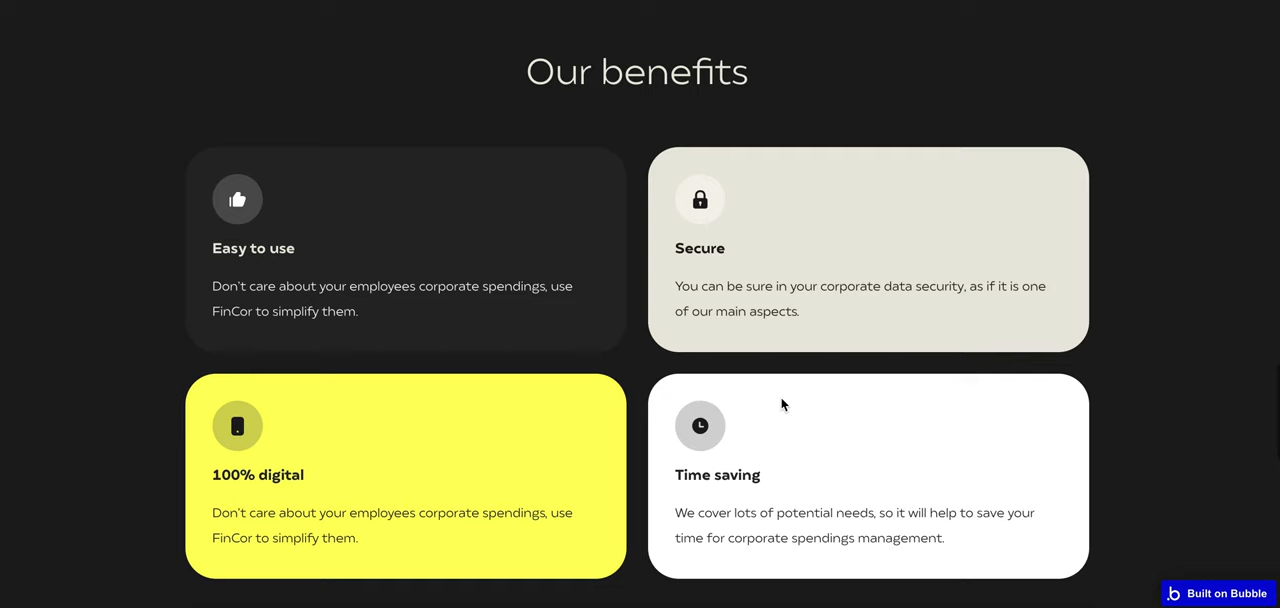 Our benefits
Easy to use
Don't care about your employees corporate spendings, use
FinCor to simplify them.
Secure
You can be sure in your corporate data security, as if it is one
of our main aspects.
100% digital
Don't care about your employees corporate spendings, use
FinCor to simplify them.
Time saving
We cover lots of potential needs, so it will help to save your
time for corporate spendings management.
.b Built on Bubble